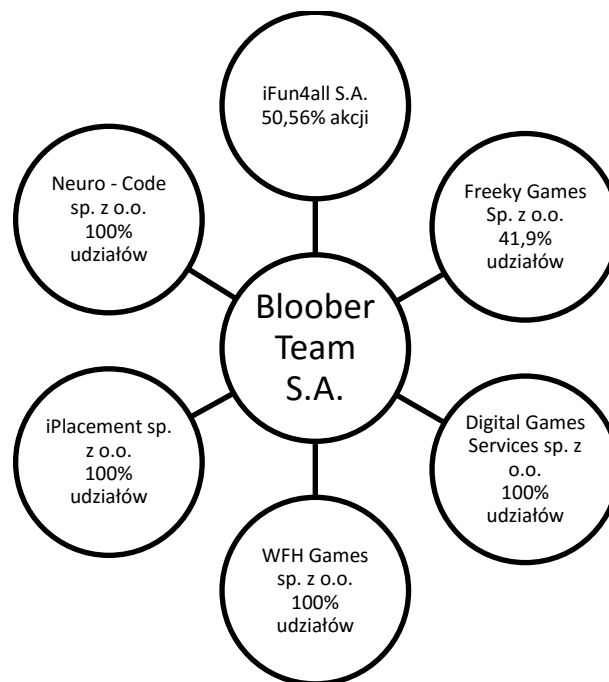 iFun4all S.A.
50,56% akcji
Neuro - Code
sp. z o.o.
100%
udziałów
Freeky Games
Sp. z o.o.
41,9%
udziałów
Bloober
Team
S.A.
iPlacement sp.
z o.o.
100%
udziałów
Digital Games
Services sp. z
o.o.
100%
udziałów
WFH Games
sp. z o.o.
100%
udziałów